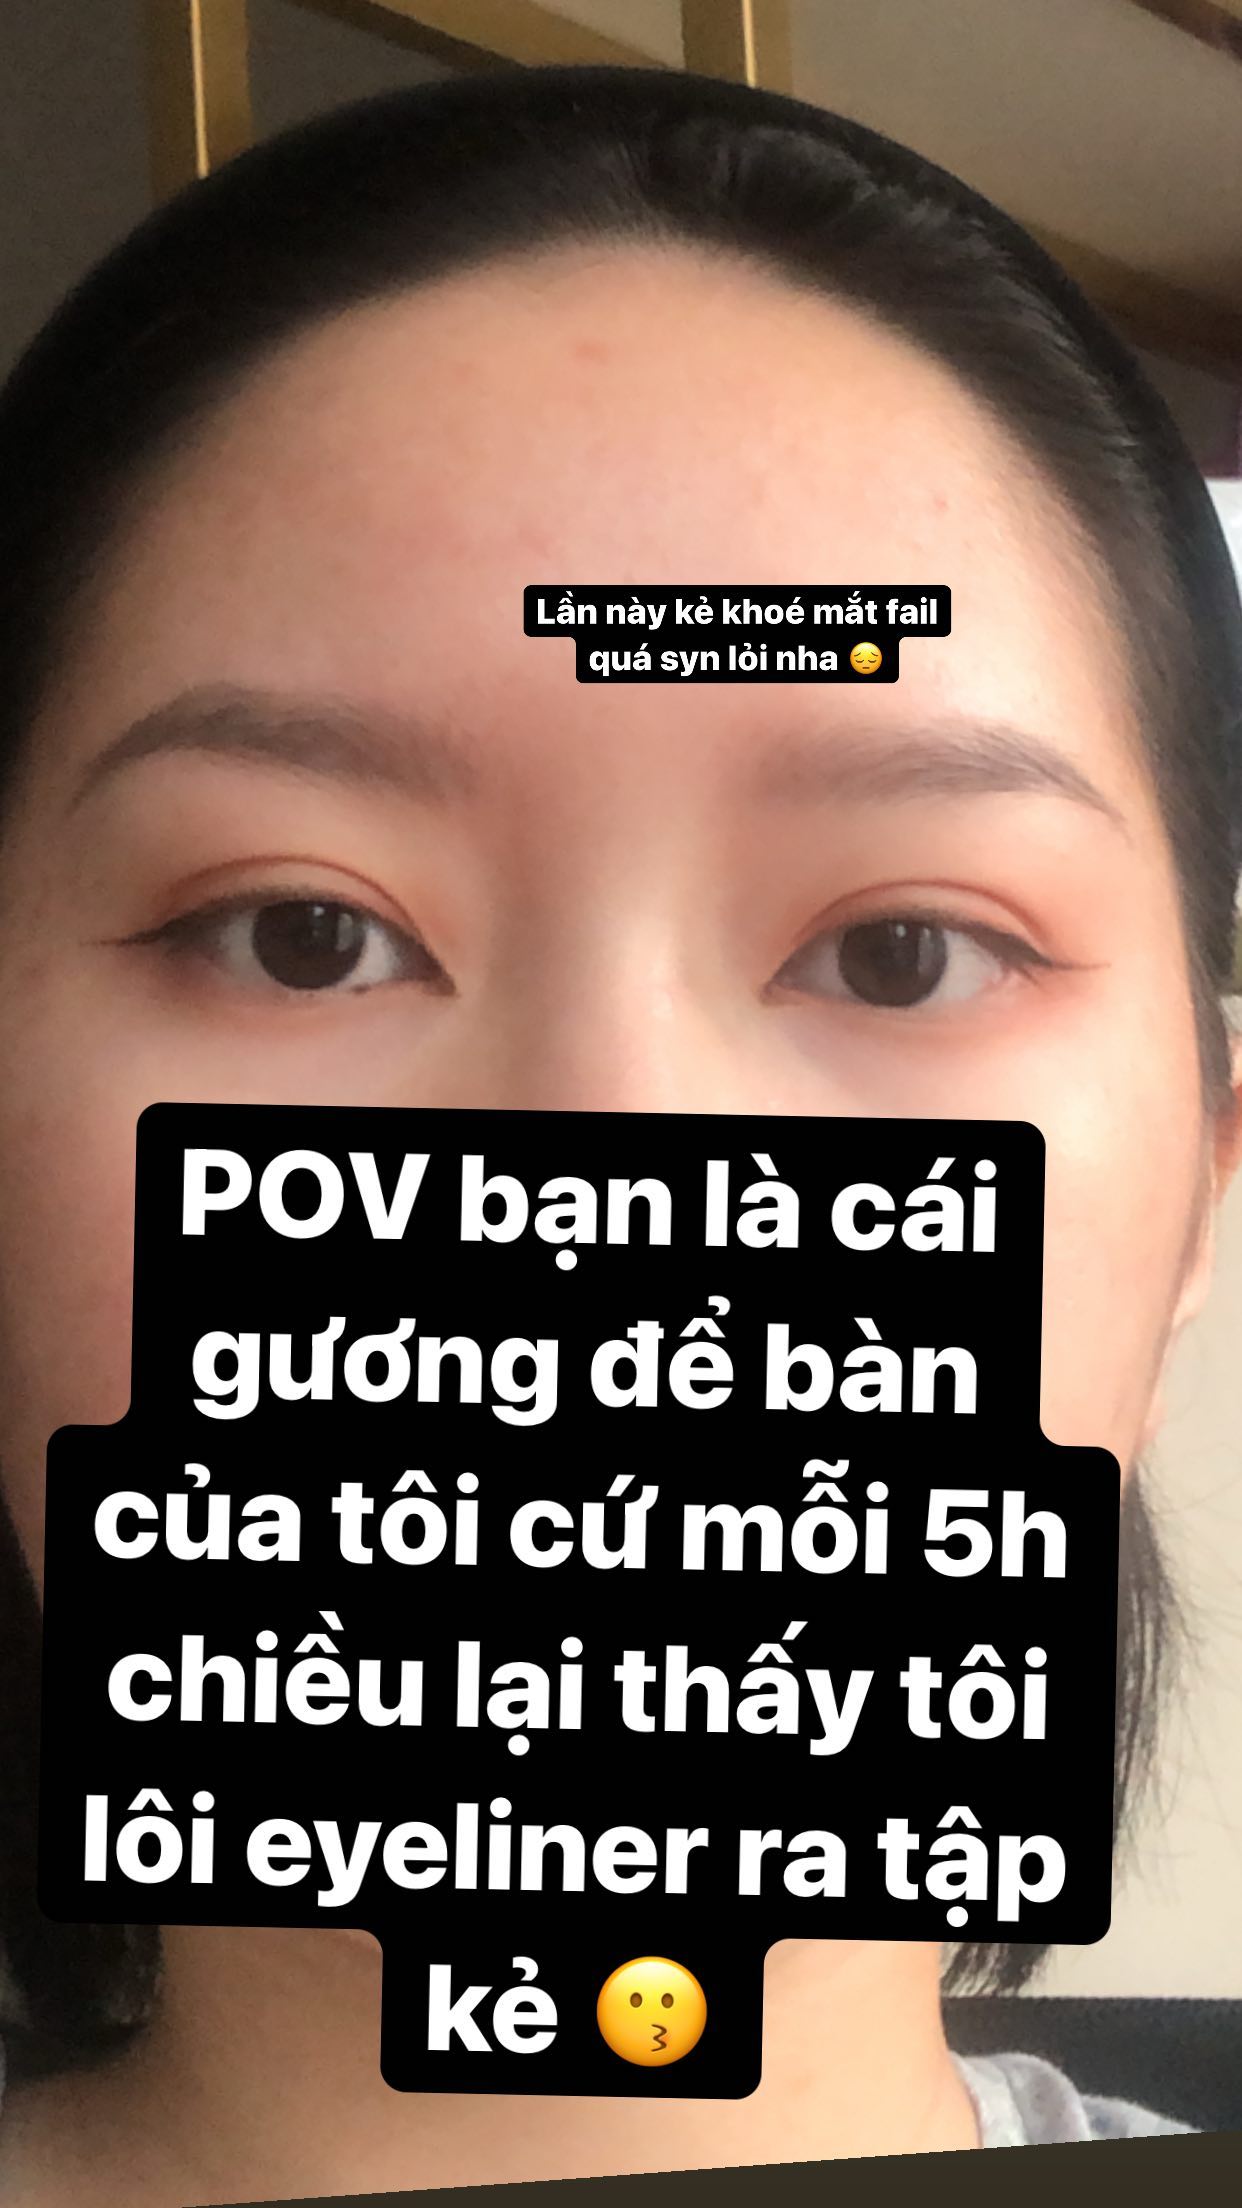 Lần này kẻ khoé mắt fail
quá syn lỏi nha 😔
POV bạn là cái
gương để bàn
của tôi cứ mỗi 5h
chiều lại thấy tôi
lôi eyeliner ra tập
kẻ 😗